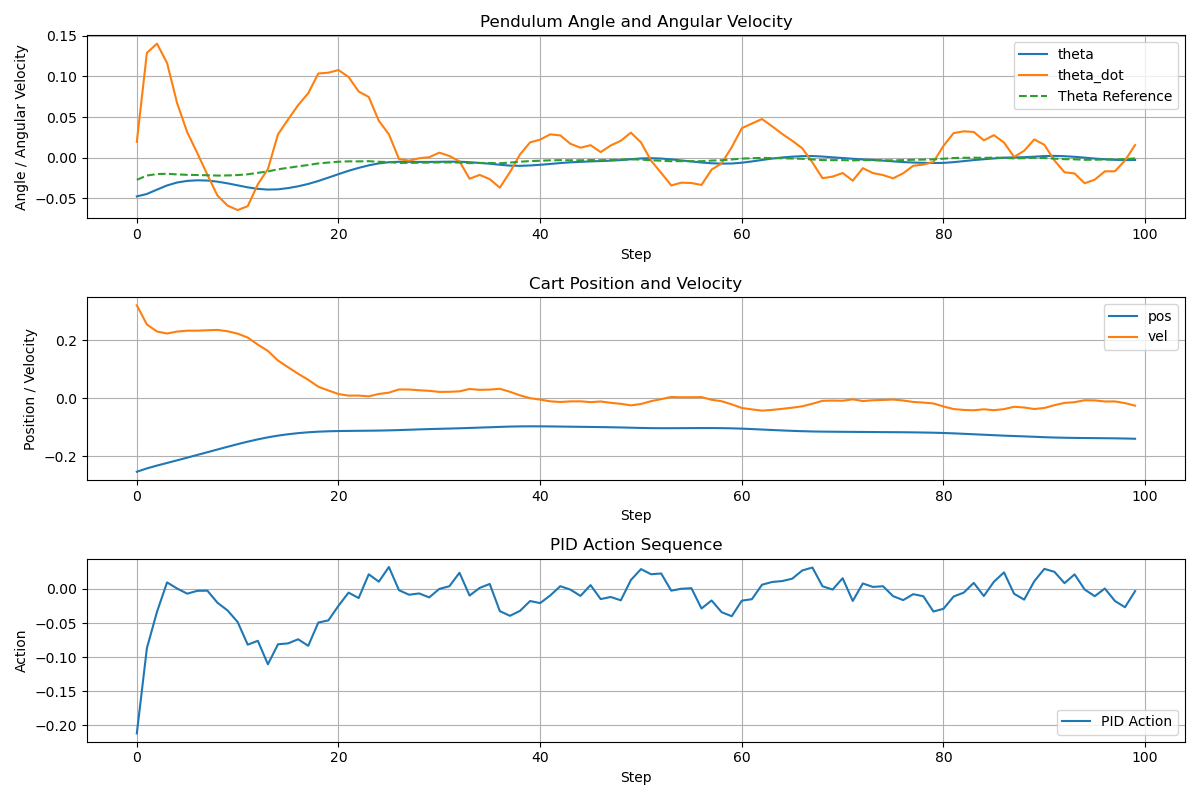 Pendulum Angle and Angular Velocity
Angle / Angular Velocity
0.15
0.10
0.05
0.00
−0.05
theta
theta_dot
Theta Reference
0 20 40 60 80 100
Step
Cart Position and Velocity
Position / Velocity
0.2
0.0
−0.2
pos
vel
0 20 40 60 80 100
Step
PID Action Sequence
Action
0.00
−0.05
−0.10
−0.15
−0.20
PID Action
0 20 40 60 80 100
Step